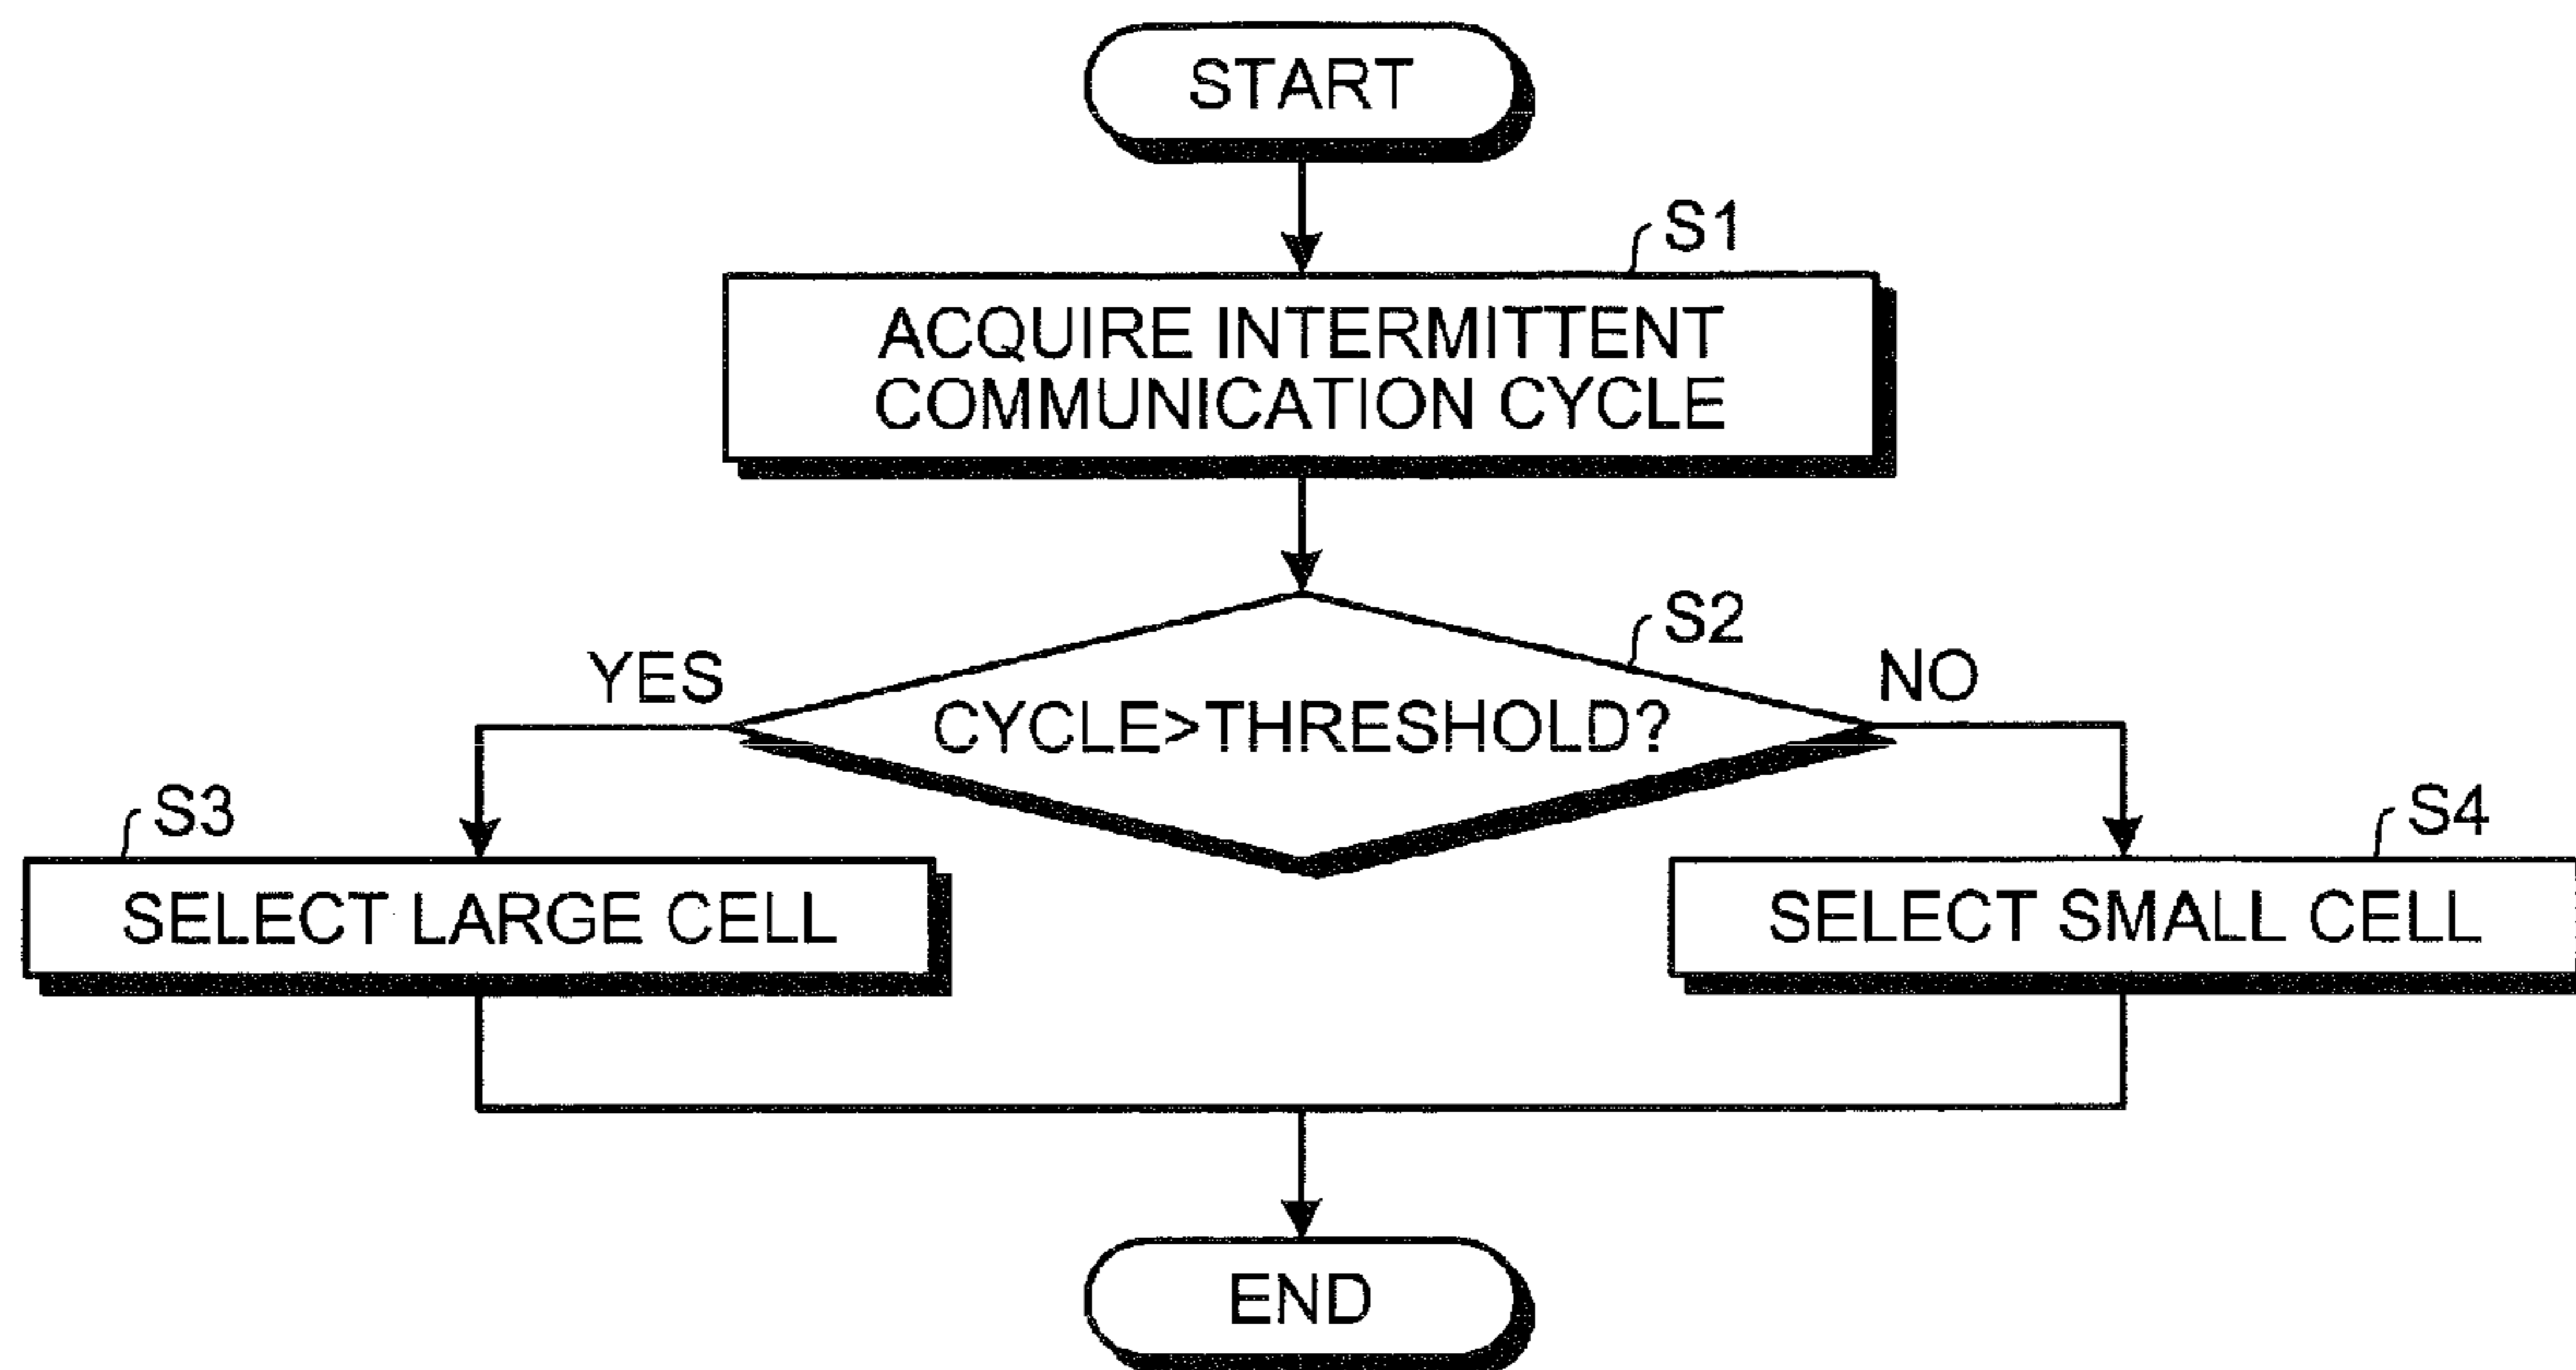 START
S1
ACQUIRE INTERMITTENT
COMMUNICATION CYCLE
S2
YES
NO
CYCLE>THRESHOLD?
S3
S4
SELECT LARGE CELL
SELECT SMALL CELL
END